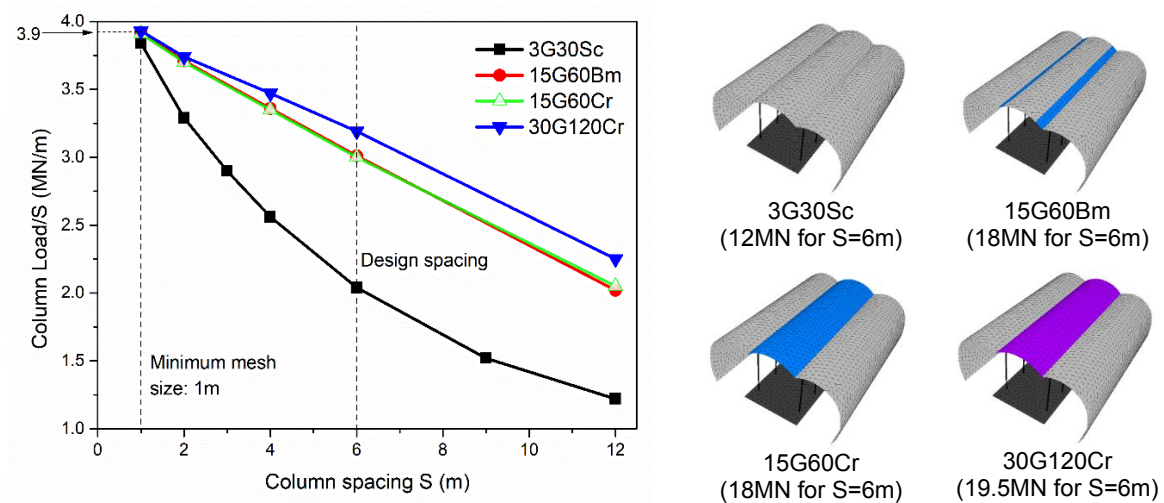 4.0
3.9
3.5
3.0
2.5
2.0
1.5
1.0
Column Load/S (MN/m)
3G30Sc
15G60Bm
15G60Cr
30G120Cr
Design spacing
Minimum mesh
size: 1m
0 2 4 6 8 10 12
Column spacing S (m)
3G30Sc
(12MN for S=6m)
15G60Bm
(18MN for S=6m)
15G60Cr
(18MN for S=6m)
30G120Cr
(19.5MN for S=6m)